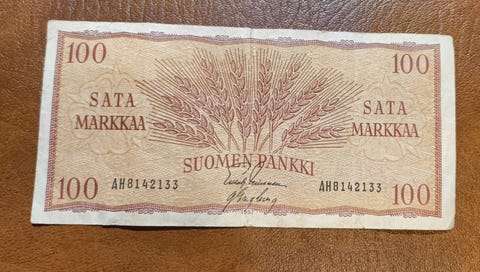 100 100
SATA MARKKAA
SATA MARKKAA
SUOMEN PANKKI
AH8142133 AH8142133
100 100